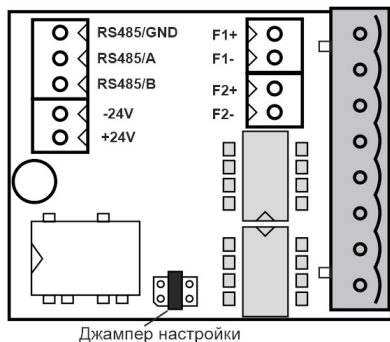 RS485/GND
RS485/A
RS485/B
-24V
+24V
F1+
F1-
F2+
F2-
Джампер настройки